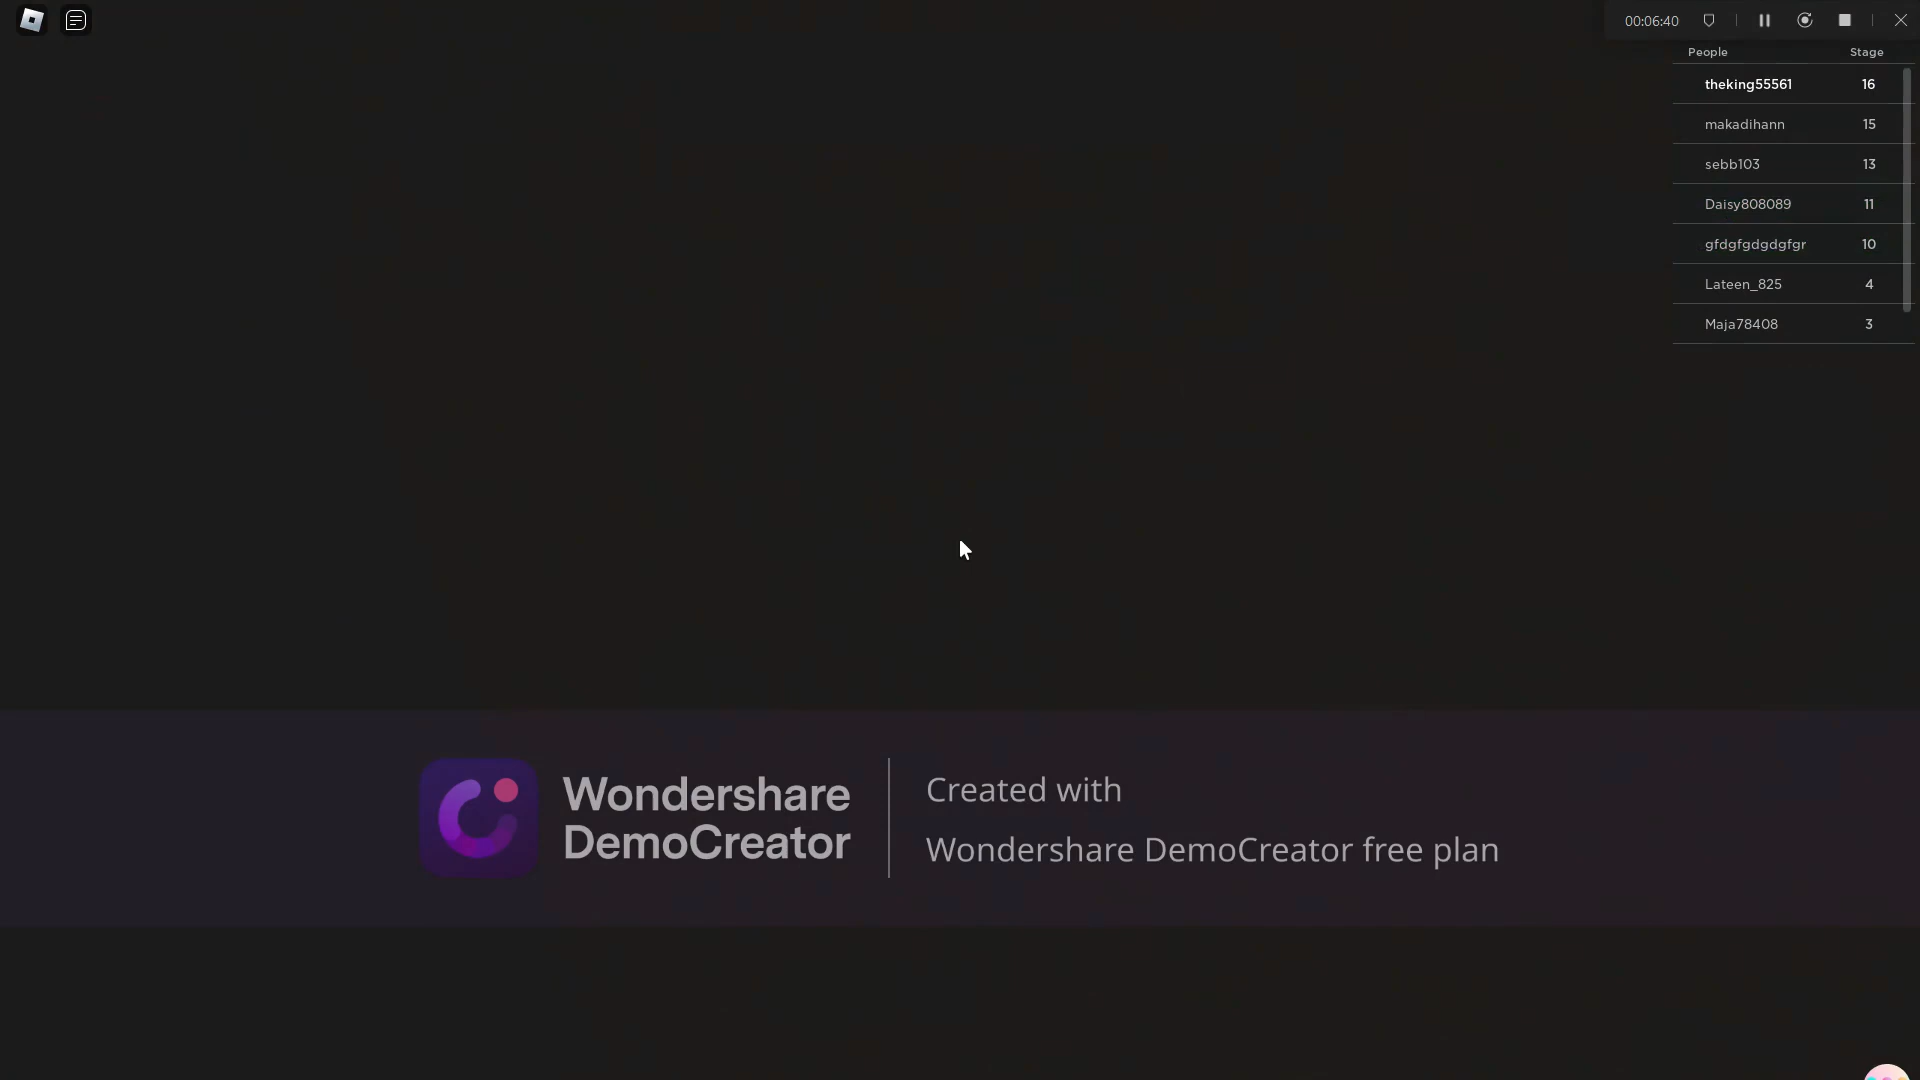 00:06:40
People Stage
theking55561 16
makadihann 15
sebb103 13
Daisy808089 11
gfdgfgdgdgfgr 10
Lateen_825 4
Maja78408 3
Wondershare
DemoCreator
Created with
Wondershare DemoCreator free plan